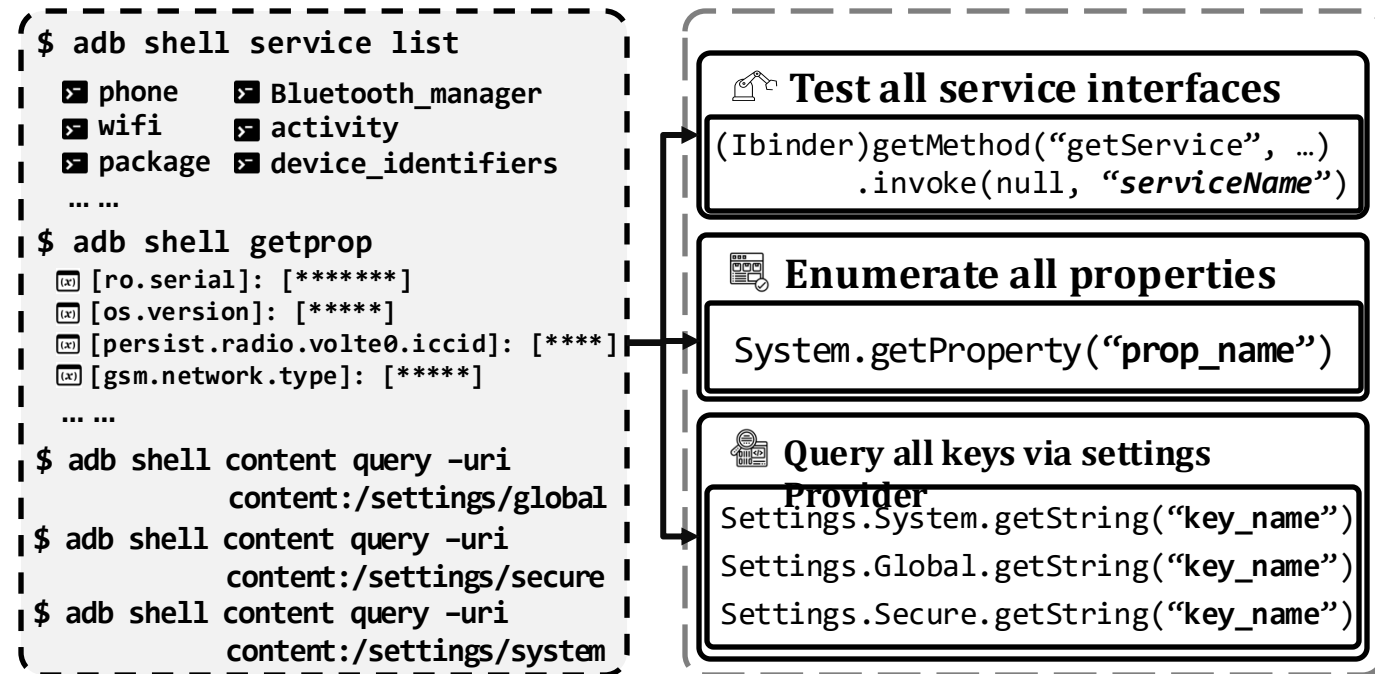 $ adb shell service list
phone
Bluetooth_manager
wifi
activity
package
device_identifiers
... ...
$ adb shell getprop
(x) [ro.serial]: [*******]
(x) [os.version]: [*****]
(x) [persist.radio.volte0.iccid]: [****]
(x) [gsm.network.type]: [*****]
... ...
$ adb shell content query –uri
content:/settings/global
$ adb shell content query –uri
content:/settings/secure
$ adb shell content query –uri
content:/settings/system
Test all service interfaces
(Ibinder)getMethod(“getService”, …)
.invoke(null, “serviceName”)
Enumerate all properties
System.getProperty(“prop_name”)
Query all keys via settings
Provider
Settings.System.getString(“key_name”)
Settings.Global.getString(“key_name”)
Settings.Secure.getString(“key_name”)